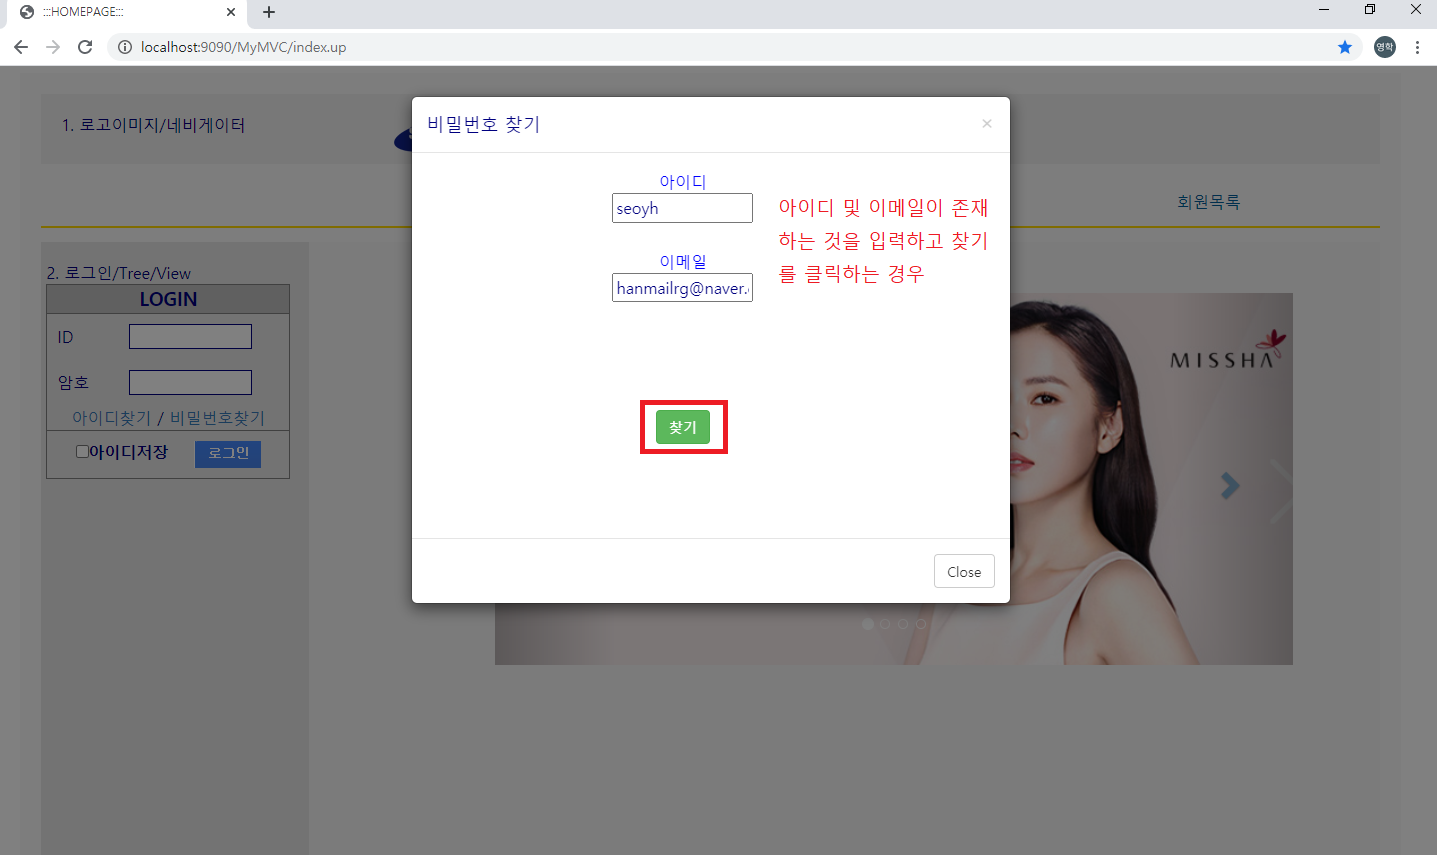 :::HOMEPAGE:::
localhost:9090/MyMVC/index.up
영학
1. 로고이미지/네비게이터
비밀번호 찾기
×
아이디
seoyh
아이디 및 이메일이 존재
하는 것을 입력하고 찾기
를 클릭하는 경우
이메일
hanmailrg@naver.
찾기
Close
회원목록
2. 로그인/Tree/View
LOGIN
ID
암호
아이디찾기 / 비밀번호찾기
아이디저장
로그인
MISSHA